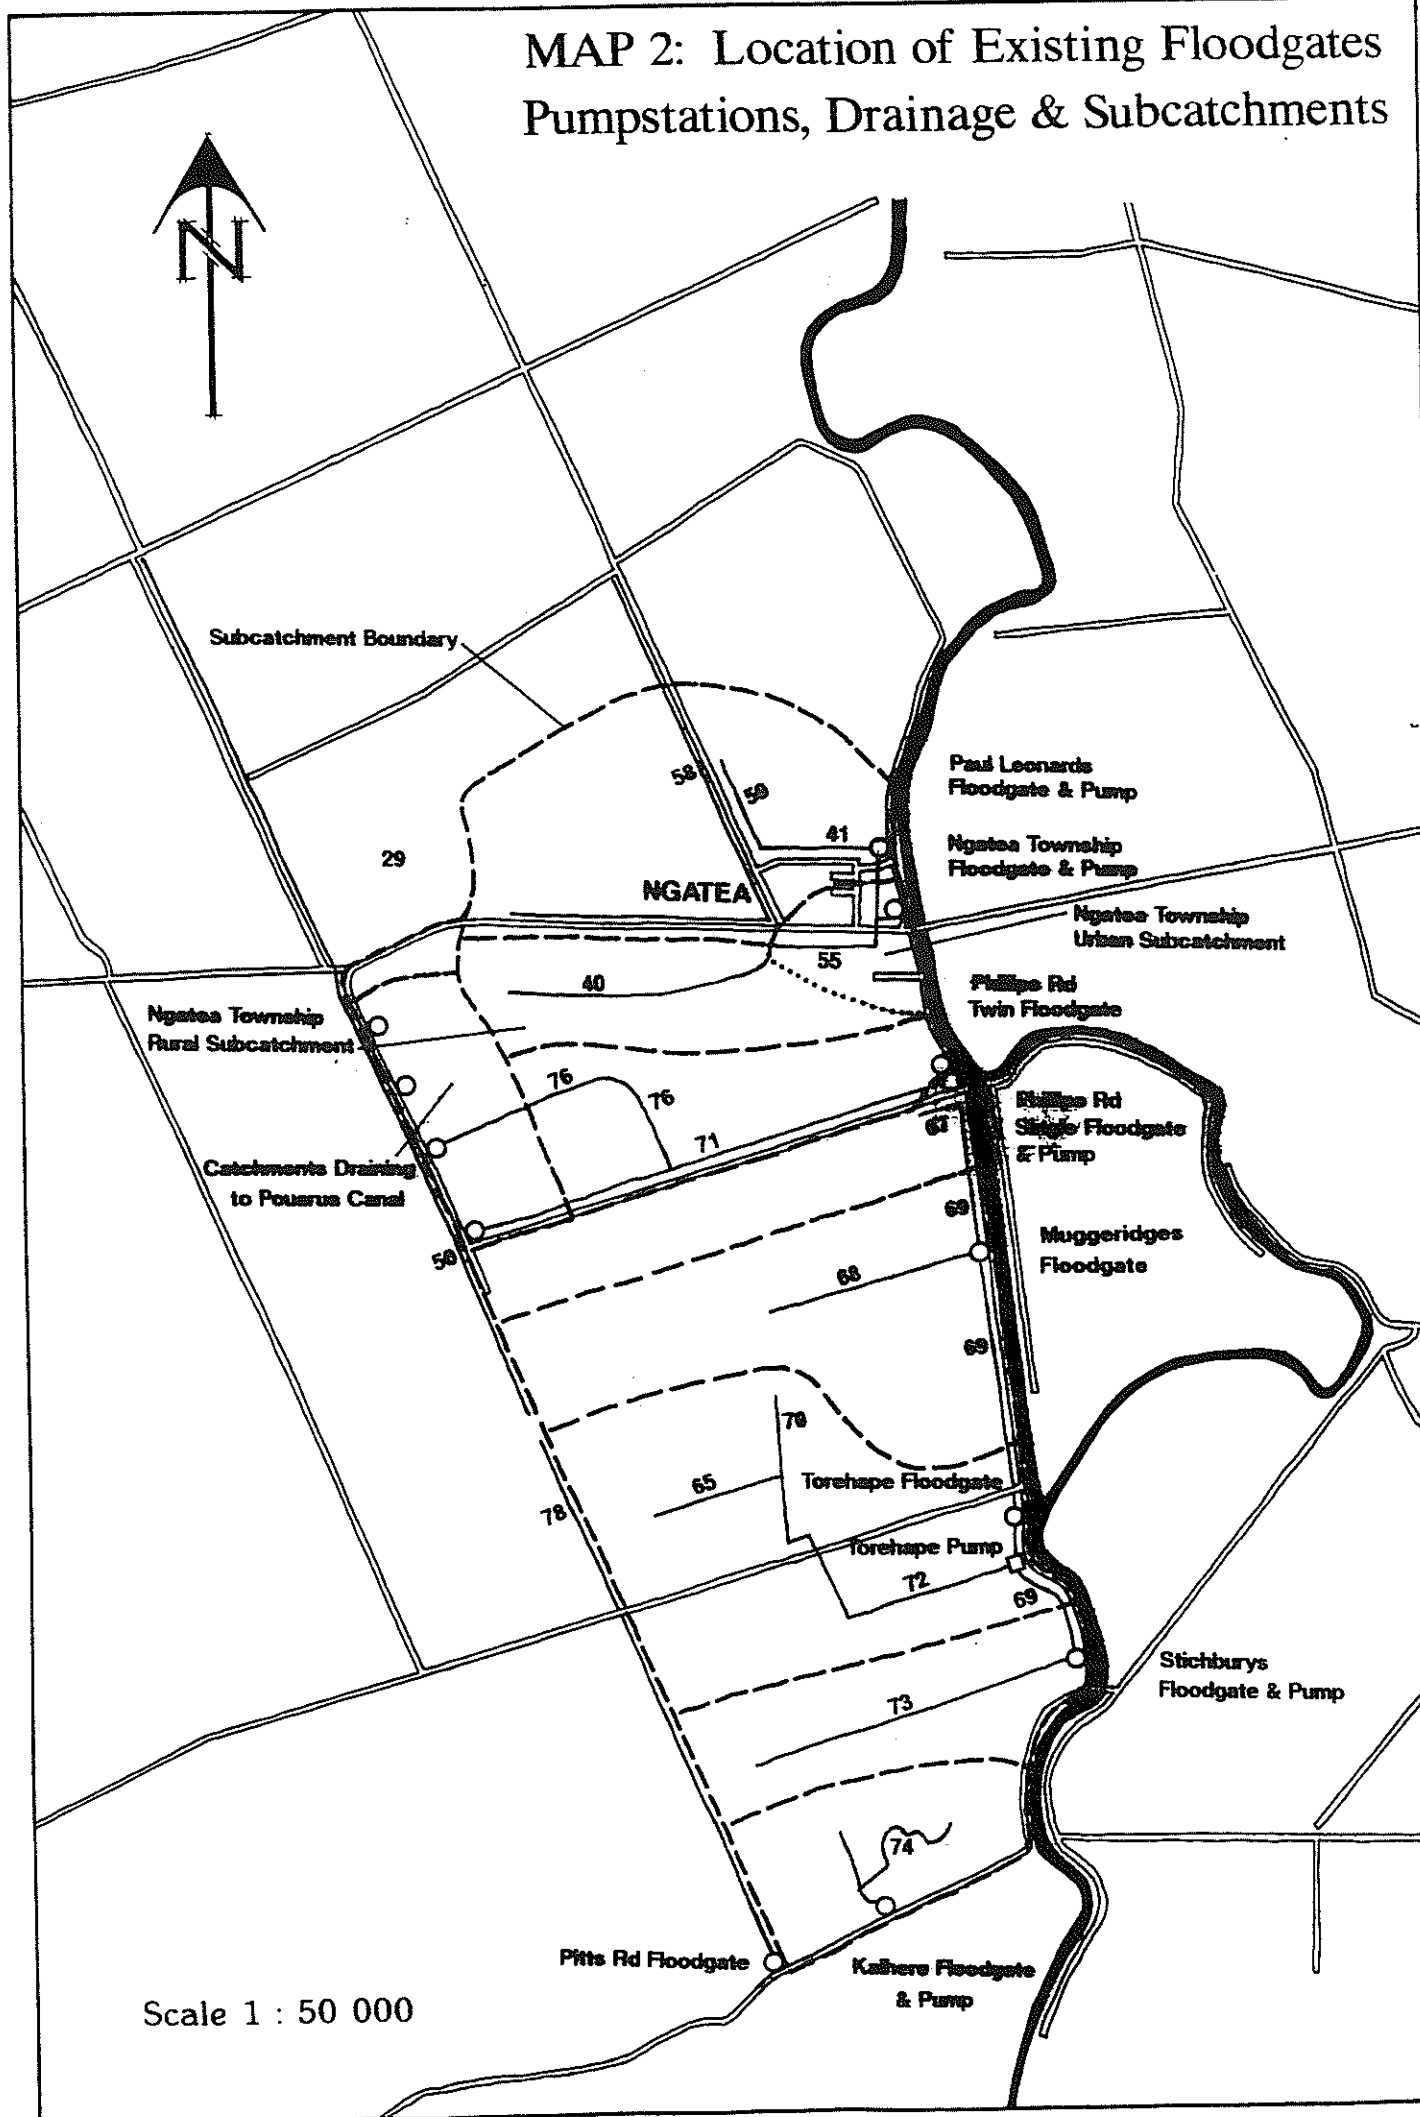 MAP 2: Location of Existing Floodgates
Pumpstations, Drainage & Subcatchments
N
Subcatchment Boundary
58
59
Paul Leonards
Floodgate & Pump
41
29
Ngatea Township
Floodgate & Pump
NGATEA
Ngatea Township
Urban Subcatchment
55
40
Phillips Rd
Twin Floodgate
Ngatea Township
Rural Subcatchment
76
76
Phillips Rd
Single Floodgate
& Pump
67
71
Catchments Draining
to Pouarua Canal
69
Muggeridges
Floodgate
50
68
69
70
65
Torehape Floodgate
78
Torehape Pump
72
69
Stichburys
Floodgate & Pump
73
74
Pitts Rd Floodgate
Kaihere Floodgate
& Pump
Scale 1 : 50 000